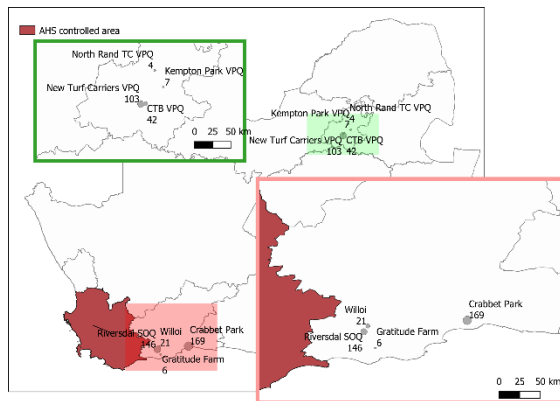 AHS controlled area
North Rand TC VPQ
4
Kempton Park VPQ
7
New Turf Carriers VPQ
103
CTB VPQ
42
0 25 50 km
North Rand TC VPQ
4
Kempton Park VPQ
7
New Turf Carriers VPQ
103
CTB VPQ
42
Riversdal SOQ
146
Willoi
21
Crabbet Park
169
Gratitude Farm
6
Willoi
21
Crabbet Park
169
Riversdal SOQ
146
Gratitude Farm
6
0 25 50 km